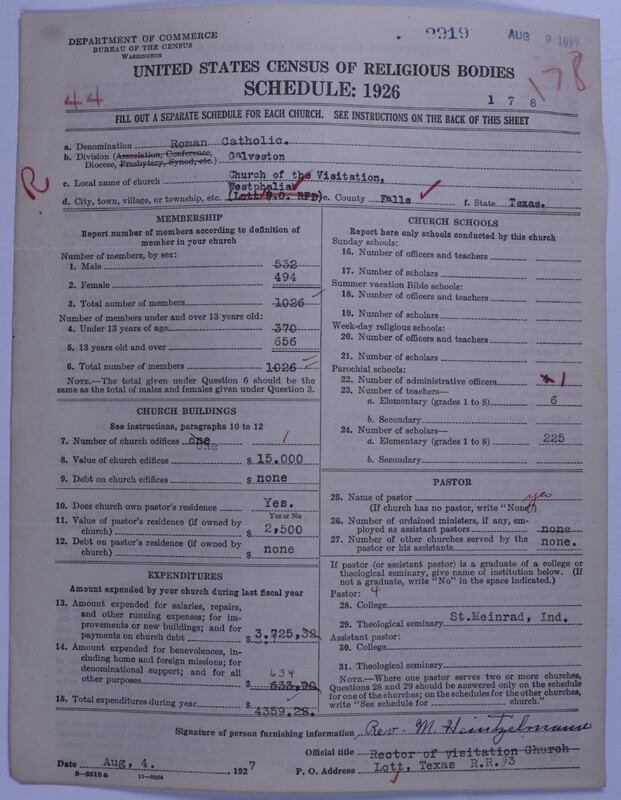 DEPARTMENT OF COMMERCE
BUREAU OF THE CENSUS
WASHINGTON
2219 AUG 9 1927
UNITED STATES CENSUS OF RELIGIOUS BODIES
SCHEDULE: 1926
44
178
1 7 8
FILL OUT A SEPARATE SCHEDULE FOR EACH CHURCH. SEE INSTRUCTIONS ON THE BACK OF THIS SHEET
a. Denomination Roman Catholic.
b. Division (Association, Conference, Diocese, Presbytery, Synod, etc.) Galveston
R
c. Local name of church Church of the Visitation,
Westphalia
d. City, town, village, or township, etc. (Lott P.O. RFD) e. County Falls f. State Texas.
MEMBERSHIP
Report number of members according to definition of
member in your church
Number of members, by sex:
1. Male 532
2. Female 494
3. Total number of members 1026
Number of members under and over 13 years old:
4. Under 13 years of age 370
5. 13 years old and over 656
6. Total number of members 1026
NOTE.—The total given under Question 6 should be
same as the total of males and females given under Question 3.
CHURCH BUILDINGS
See instructions, paragraphs 10 to 12
7. Number of church edifices one 1
one
8. Value of church edifices $ 15.000
9. Debt on church edifices $ none
10. Does church own pastor's residence Yes.
Yes or No
11. Value of pastor's residence (if owned by
church) $ 2,500
12. Debt on pastor's residence (if owned by
church) $ none
EXPENDITURES
Amount expended by your church during last fiscal year
13. Amount expended for salaries, repairs,
and other running expenses; for im-
provements or new buildings; and for
payments on church debt $ 3.725,38
14. Amount expended for benevolences, in-
cluding home and foreign missions; for
denominational support; and for all
other purposes $ 633,90
634
15. Total expenditures during year $ 4359.28.
CHURCH SCHOOLS
Report here only schools conducted by this church
Sunday schools:
16. Number of officers and teachers
17. Number of scholars
Summer vacation Bible schools:
18. Number of officers and teachers
19. Number of scholars
Week-day religious schools:
20. Number of officers and teachers
21. Number of scholars
Parochial schools:
22. Number of administrative officers 1
23. Number of teachers—
a. Elementary (grades 1 to 8) 6
b. Secondary
24. Number of scholars—
a. Elementary (grades 1 to 8) 225
b. Secondary
PASTOR
25. Name of pastor yes
(If church has no pastor, write "None")
26. Number of ordained ministers, if any, em-
ployed as assistant pastors none
27. Number of other churches served by the
pastor or his assistants none.
If pastor (or assistant pastor) is a graduate of a college or
theological seminary, give name of institution below. (If
not a graduate, write "No" in the space indicated.)
Pastor: 4
28. College
29. Theological seminary St.Meinrad, Ind.
Assistant pastor:
30. College
31. Theological seminary
NOTE.—Where one pastor serves two or more churches,
Questions 28 and 29 should be answered only on the schedule
for one of the churches; on the schedules for the other churches,
write "See schedule for church."
Signature of person furnishing information Rev. M. Heintzelmann
Official title Rector of Visitation Church
Date Aug, 4. , 1927
P. O. Address Lott, Texas R.R.#3
8-5318a 11-9564